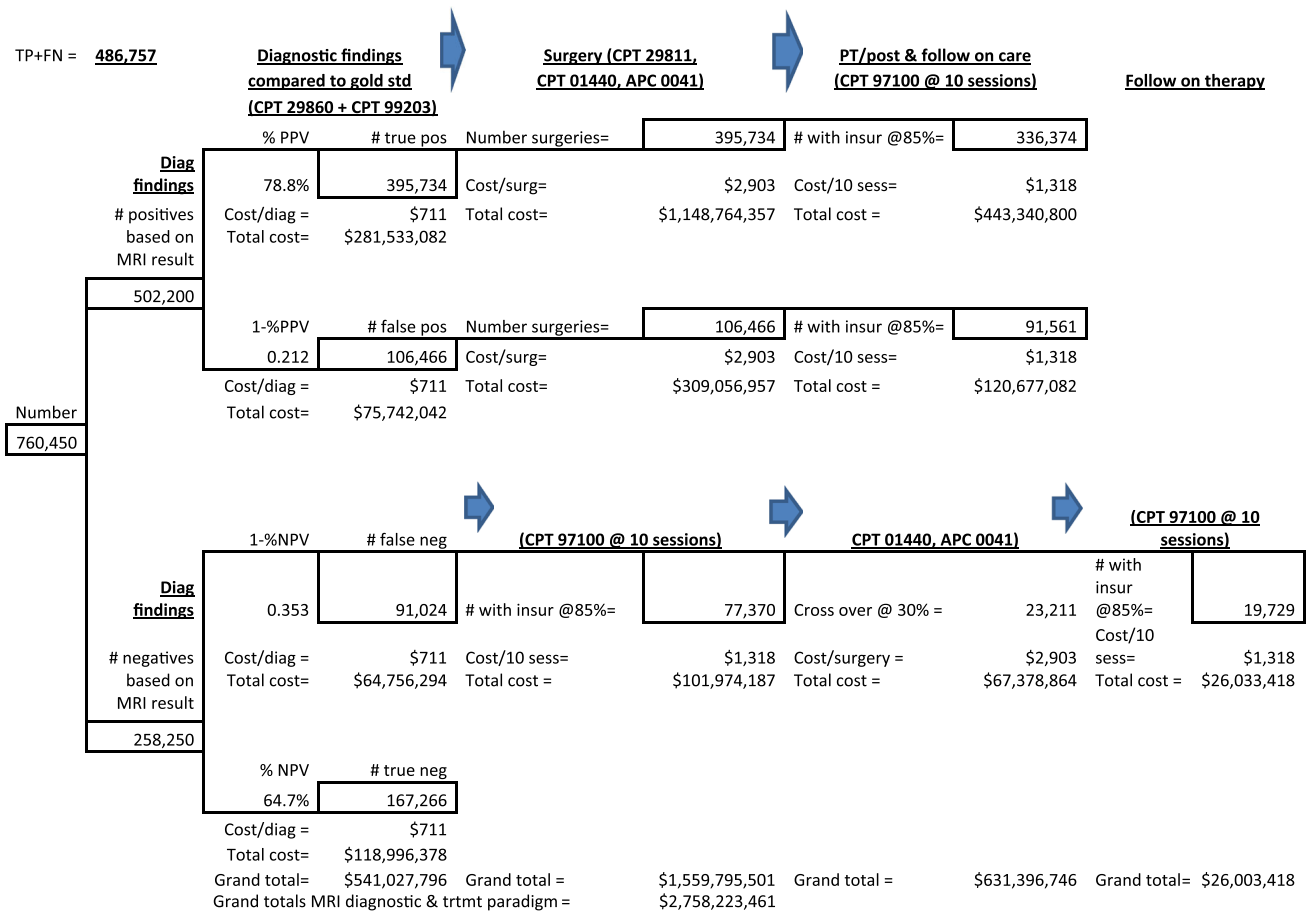 TP+FN = 486,757
Diagnostic findings
compared to gold std
(CPT 29860 + CPT 99203)
Surgery (CPT 29811,
CPT 01440, APC 0041)
PT/post & follow on care
(CPT 97100 @ 10 sessions)
Follow on therapy
% PPV # true pos Number surgeries= 395,734 # with insur @85%= 336,374
Diag
findings
78.8% 395,734 Cost/surg= $2,903 Cost/10 sess= $1,318
# positives
based on
MRI result
Cost/diag = $711 Total cost= $1,148,764,357 Total cost = $443,340,800
Total cost= $281,533,082
502,200
1-%PPV # false pos Number surgeries= 106,466 # with insur @85%= 91,561
0.212 106,466 Cost/surg= $2,903 Cost/10 sess= $1,318
Cost/diag = $711 Total cost= $309,056,957 Total cost = $120,677,082
Total cost= $75,742,042
Number
760,450
1-%NPV # false neg (CPT 97100 @ 10 sessions) CPT 01440, APC 0041)
(CPT 97100 @ 10
sessions)
Diag
findings
0.353 91,024 # with insur @85%= 77,370 Cross over @ 30% = 23,211
# with
insur
@85%= 19,729
# negatives
based on
MRI result
Cost/diag = $711 Cost/10 sess= $1,318 Cost/surgery = $2,903
Cost/10
sess= $1,318
Total cost= $64,756,294 Total cost = $101,974,187 Total cost = $67,378,864 Total cost = $26,033,418
258,250
% NPV # true neg
64.7% 167,266
Cost/diag = $711
Total cost= $118,996,378
Grand total= $541,027,796 Grand total = $1,559,795,501 Grand total = $631,396,746 Grand total= $26,003,418
Grand totals MRI diagnostic & trtmt paradigm = $2,758,223,461